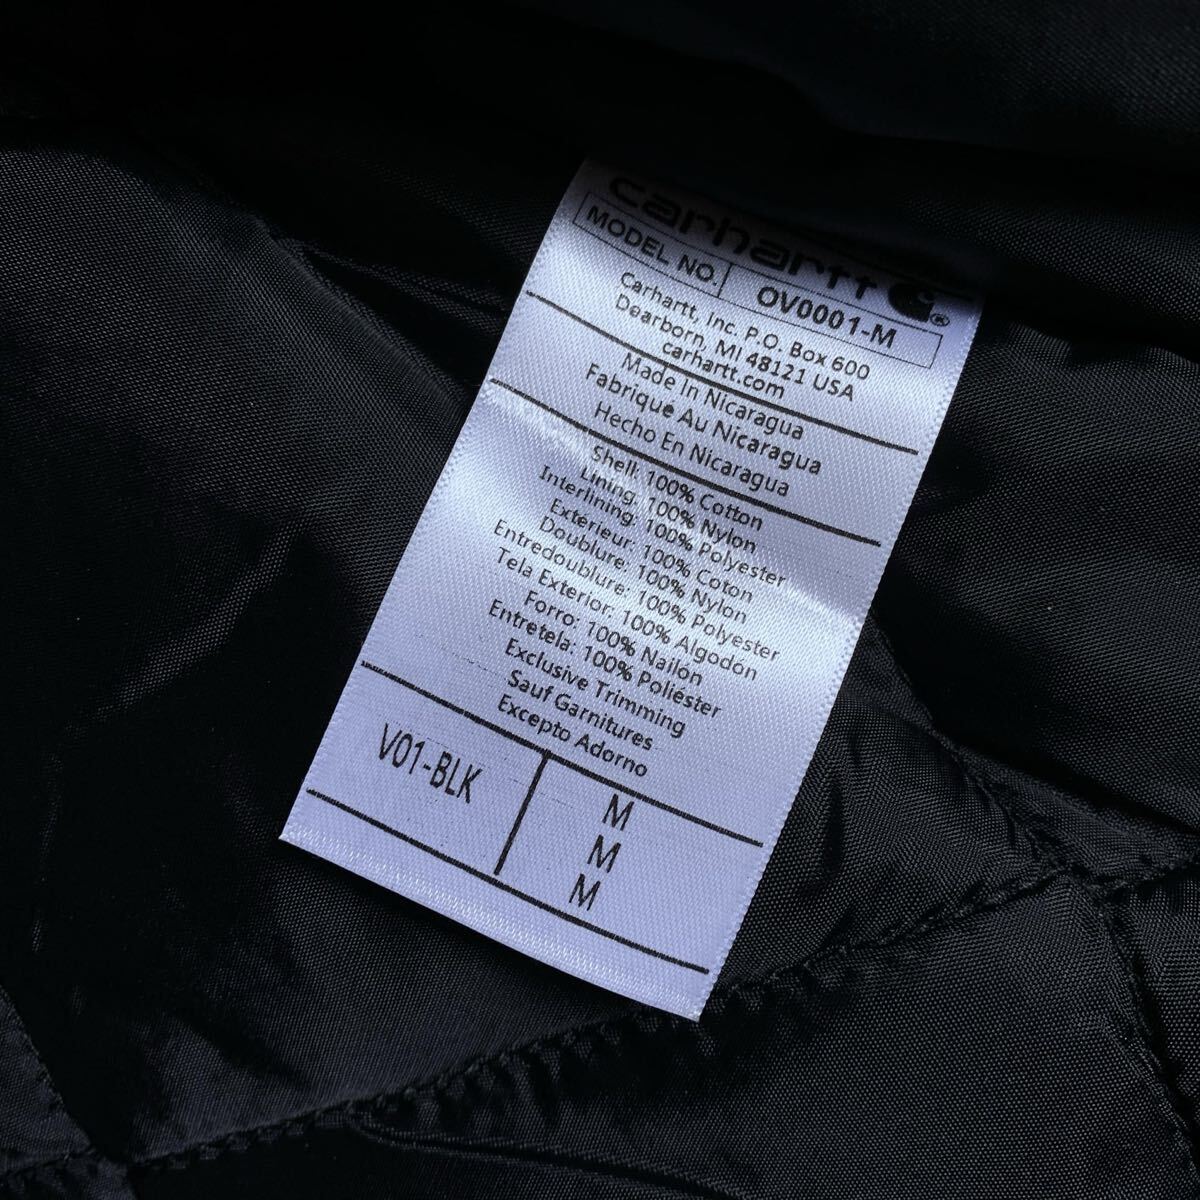 carhartt
MODEL NO. OV0001-M
Carhartt, Inc. P.O. Box 600
Dearborn, MI 48121 USA
carhartt.com
Made In Nicaragua
Fabriqué Au Nicaragua
Hecho En Nicaragua
Shell: 100% Cotton
Lining: 100% Nylon
Interlining: 100% Polyester
Extérieur: 100% Coton
Doublure: 100% Nylon
Entredoublure: 100% Polyester
Tela Exterior: 100% Algodon
Forro: 100% Nailón
Entretela: 100% Poliéster
Exclusive Trimming
Sauf Garnitures
Excepto Adorno
V01-BLK M
M
M